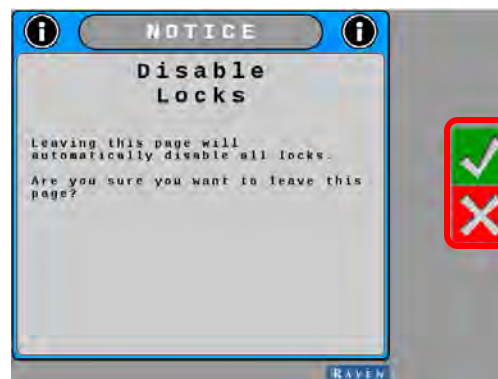 NOTICE
Disable
Locks
Leaving this page will
automatically disable all locks.
Are you sure you want to leave this
page?
RAVEN